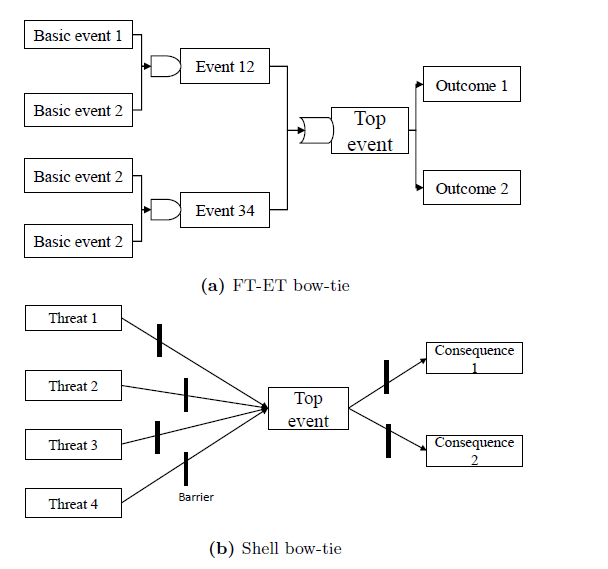 Basic event 1
Event 12
Basic event 2
Top
event
Outcome 1
Basic event 2
Outcome 2
Event 34
Basic event 2
(a) FT-ET bow-tie
Threat 1
Consequence
1
Threat 2
Top
event
Threat 3
Consequence
2
Threat 4
Barrier
(b) Shell bow-tie